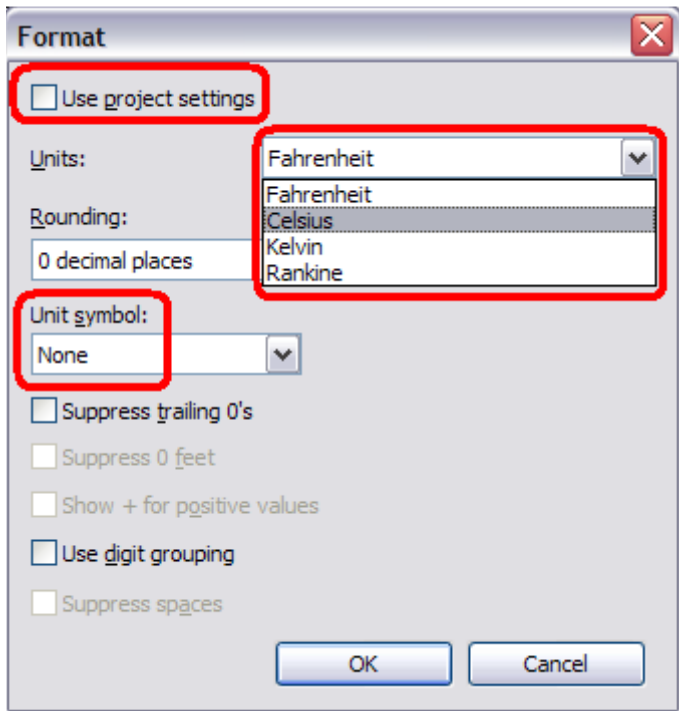 Format
Use project settings
Units: Fahrenheit
Fahrenheit
Celsius
Rounding:
Kelvin
0 decimal places
Rankine
Unit symbol:
None
Suppress trailing 0's
Suppress 0 feet
Show + for positive values
Use digit grouping
Suppress spaces
OK Cancel